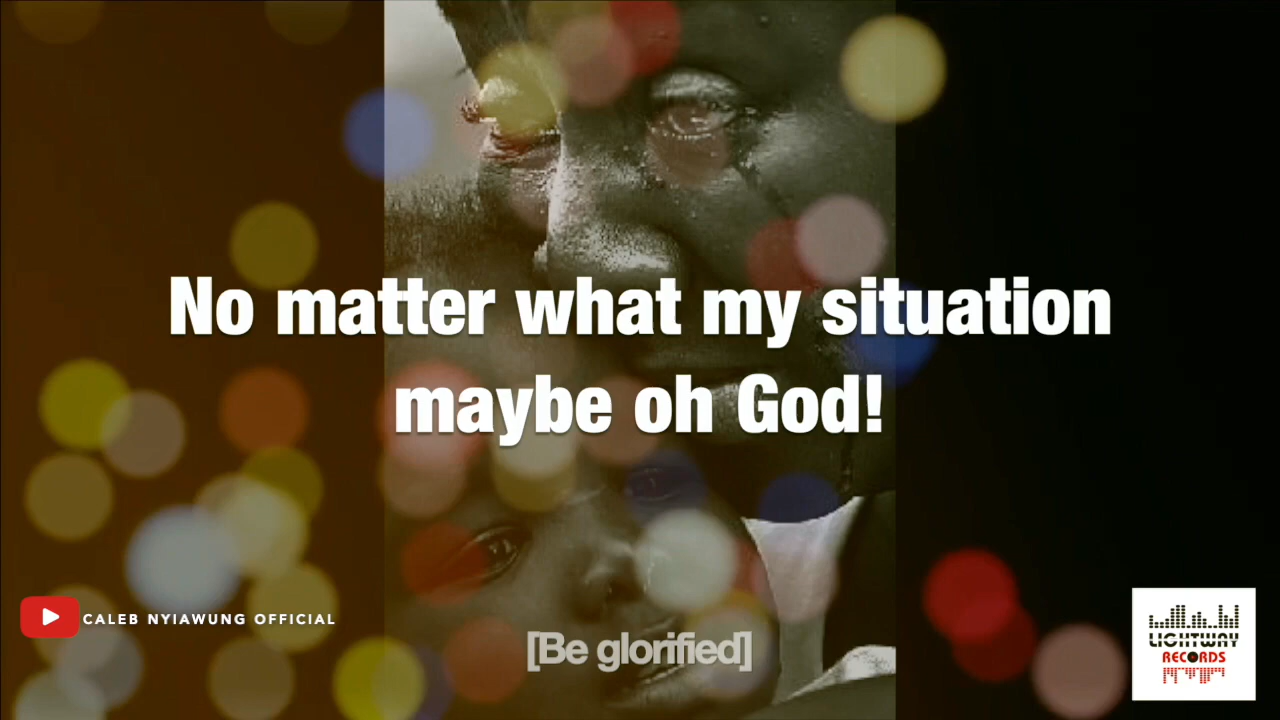 No matter what my situation
maybe oh God!
CALEB NYIAWUNG OFFICIAL
[Be glorified]
LIGHTWAY
RECORDS